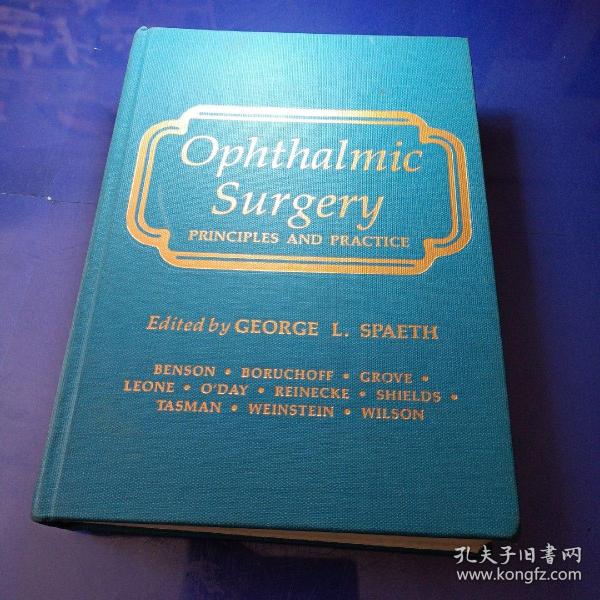 Ophthalmic
Surgery
PRINCIPLES AND PRACTICE
Edited by GEORGE L. SPAETH
BENSON • BORUCHOFF • GROVE •
LEONE • O'DAY • REINECKE • SHIELDS •
TASMAN • WEINSTEIN • WILSON
孔夫子旧书网
www.kongfz.com